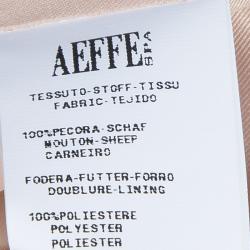 AEFFE SPA
TESSUTO-STOFF-TISSU
FABRIC-TEJIDO
100%PECORA-SCHAF
MOUTON-SHEEP
CARNEIRO
FODERA-FUTTER-FORRO
DOUBLURE-LINING
100%POLIESTERE
POLYESTER
POLIESTER